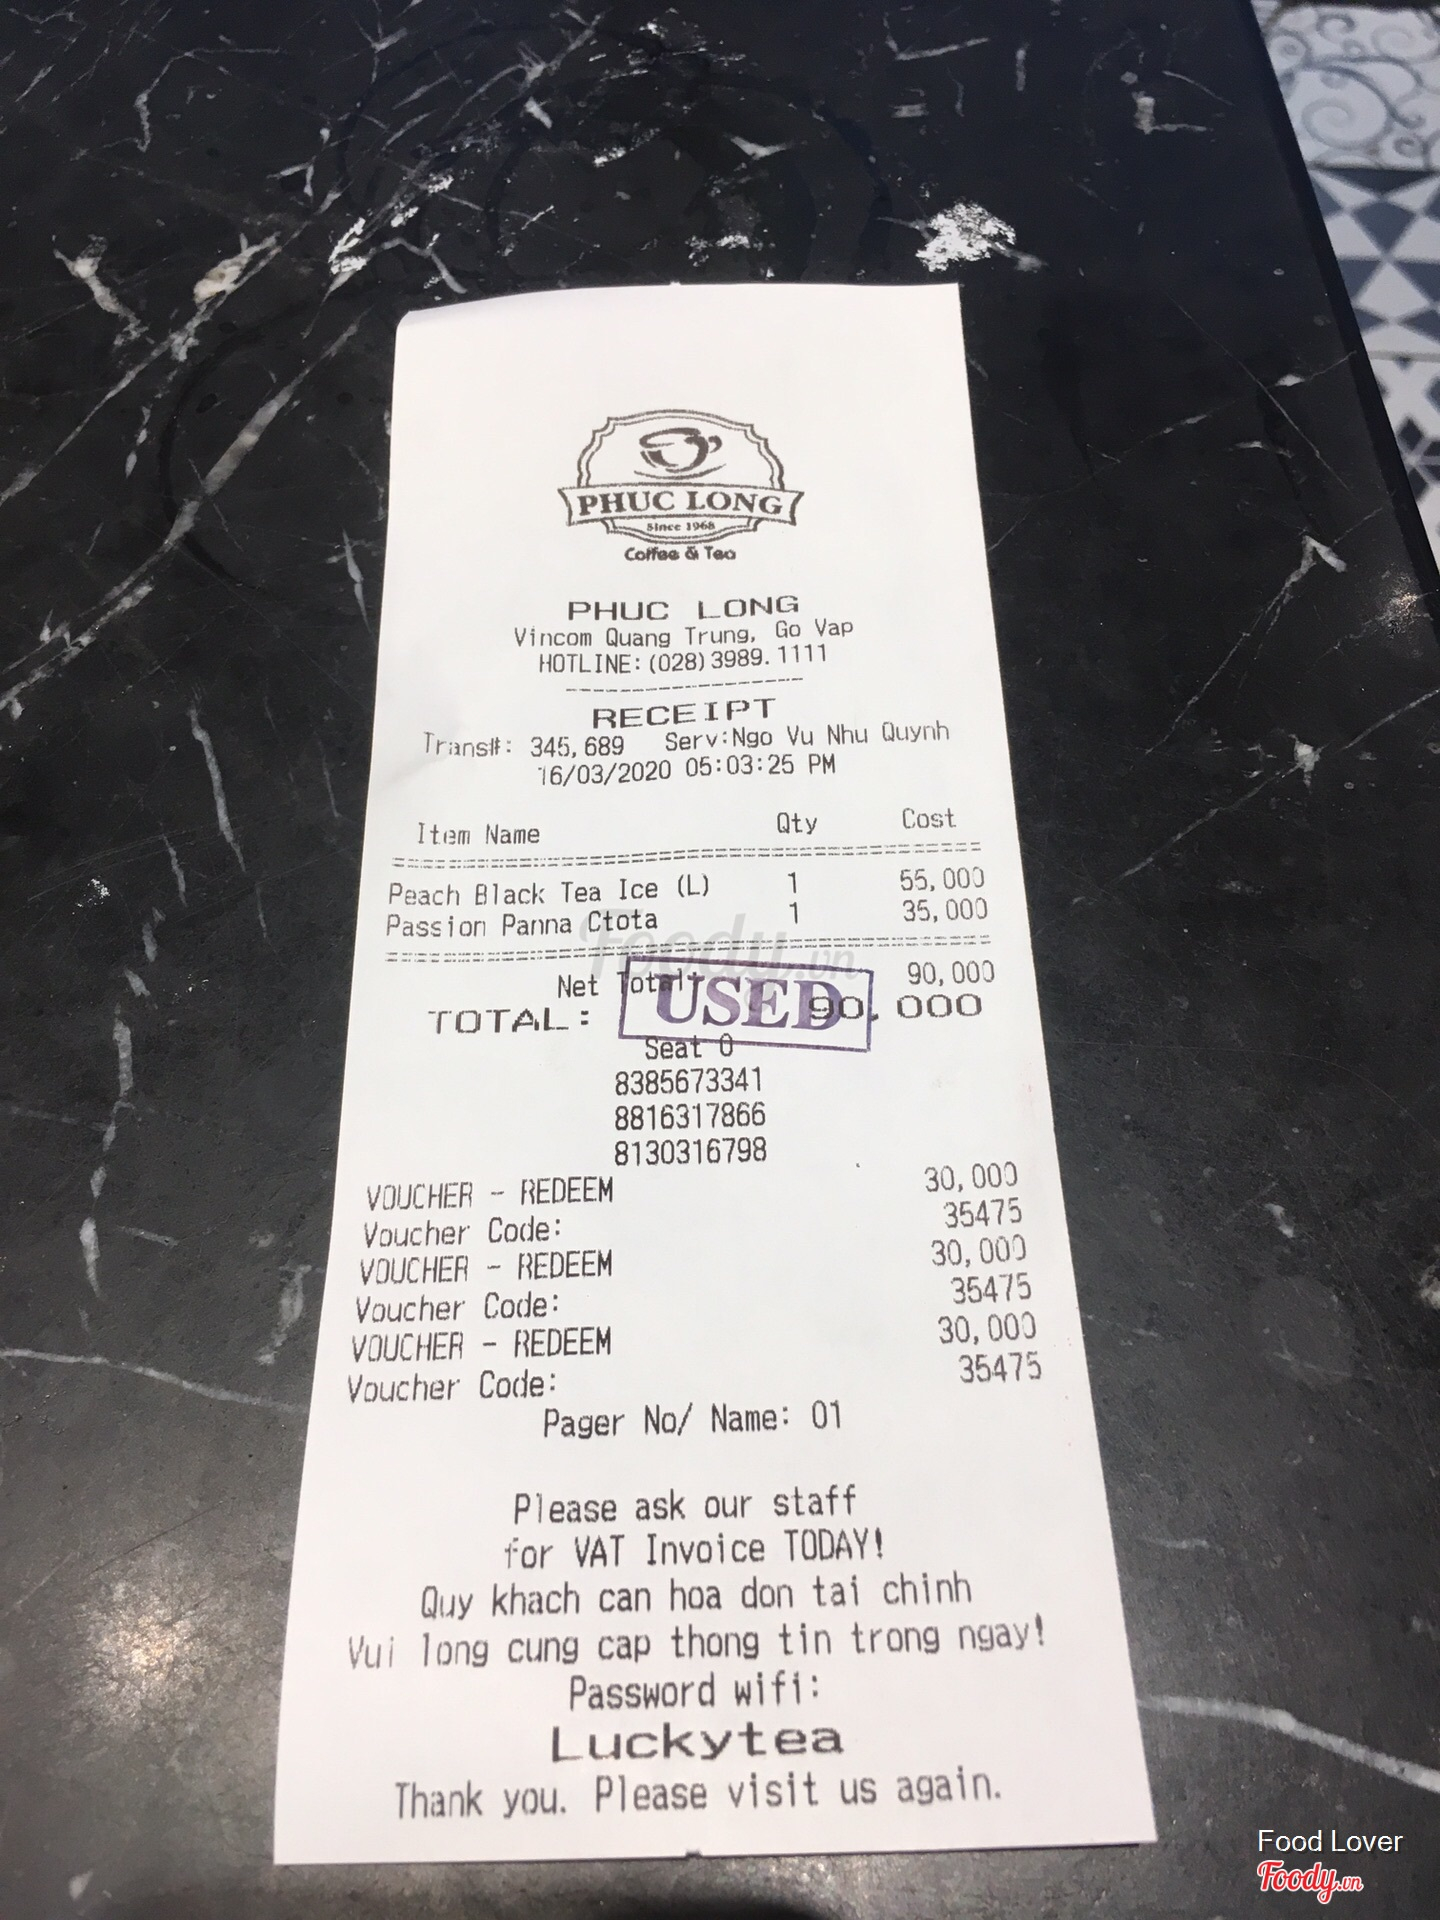 PHUC LONG
Since 1968
Coffee & Tea
PHUC LONG
Vincom Quang Trung, Go Vap
HOTLINE:(028)3989.1111
RECEIPT
Trans#: 345,689 Serv:Ngo Vu Nhu Quynh
16/03/2020 05:03:25 PM
Item Name Qty Cost
Peach Black Tea Ice (L) 1 55,000
Passion Panna Ctota 1 35,000
Foody.vn
Net Total: 90,000
USED
TOTAL: 90,000
Seat 0
8385673341
8816317866
8130316798
VOUCHER - REDEEM 30,000
Voucher Code: 35475
VOUCHER - REDEEM 30,000
Voucher Code: 35475
VOUCHER - REDEEM 30,000
Voucher Code: 35475
Pager No/ Name: 01
Please ask our staff
for VAT Invoice TODAY!
Quy khach can hoa don tai chinh
Vui long cung cap thong tin trong ngay!
Password wifi:
Luckytea
Thank you. Please visit us again.
Food Lover
Foody.vn